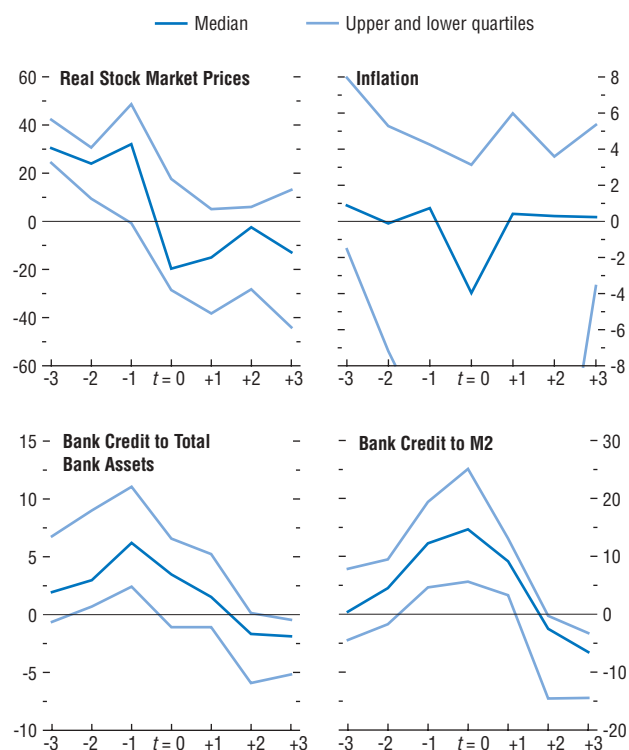 Median
Upper and lower quartiles
Real Stock Market Prices
60
40
20
0
-20
-40
-60
-3 -2 -1 t = 0 +1 +2 +3
Inflation
8
6
4
2
0
-2
-4
-6
-8
-3 -2 -1 t = 0 +1 +2 +3
Bank Credit to Total
Bank Assets
15
10
5
0
-5
-10
-3 -2 -1 t = 0 +1 +2 +3
Bank Credit to M2
30
20
10
0
-10
-20
-3 -2 -1 t = 0 +1 +2 +3